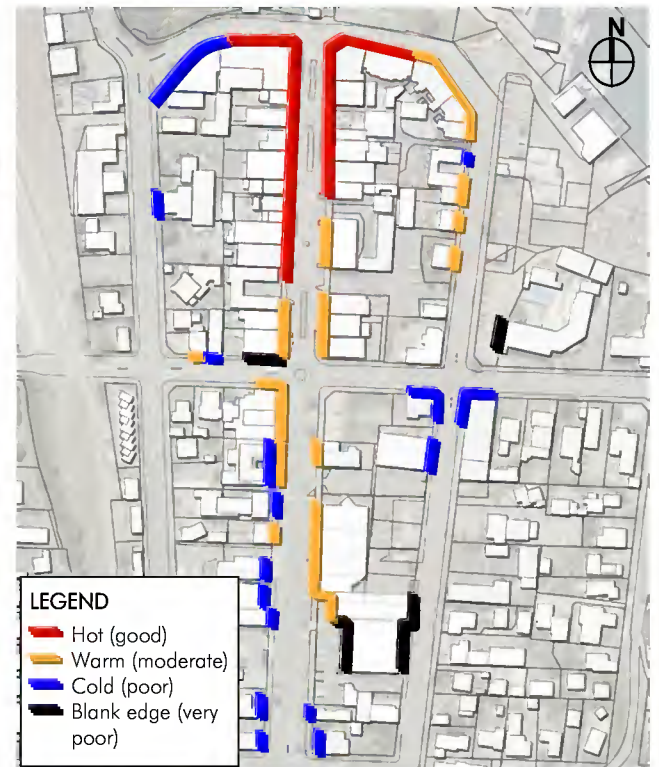 N
LEGEND
Hot (good)
Warm (moderate)
Cold (poor)
Blank edge (very
poor)